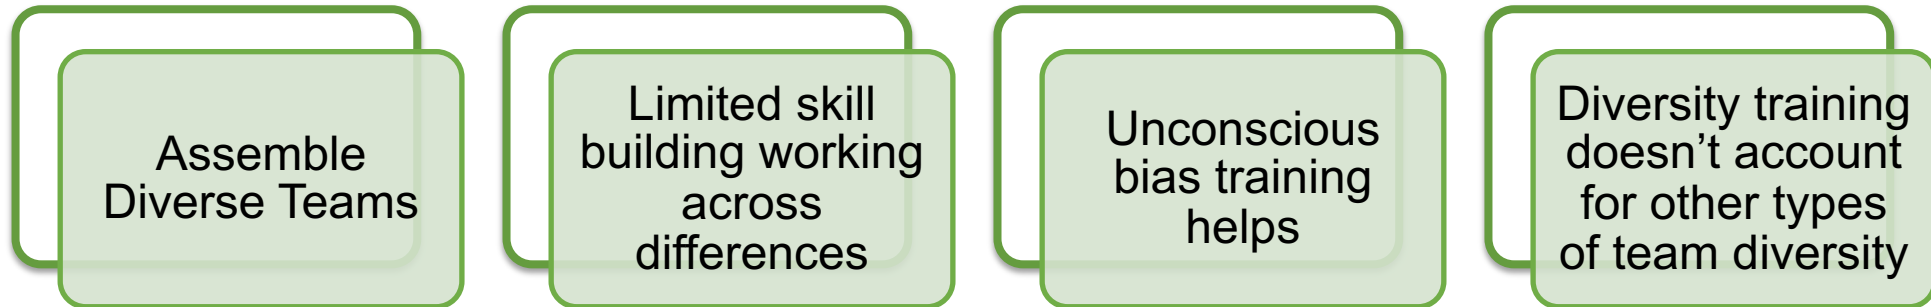 Assemble
Diverse Teams
Limited skill
building working
across
differences
Unconscious
bias training
helps
Diversity training
doesn’t account
for other types
of team diversity